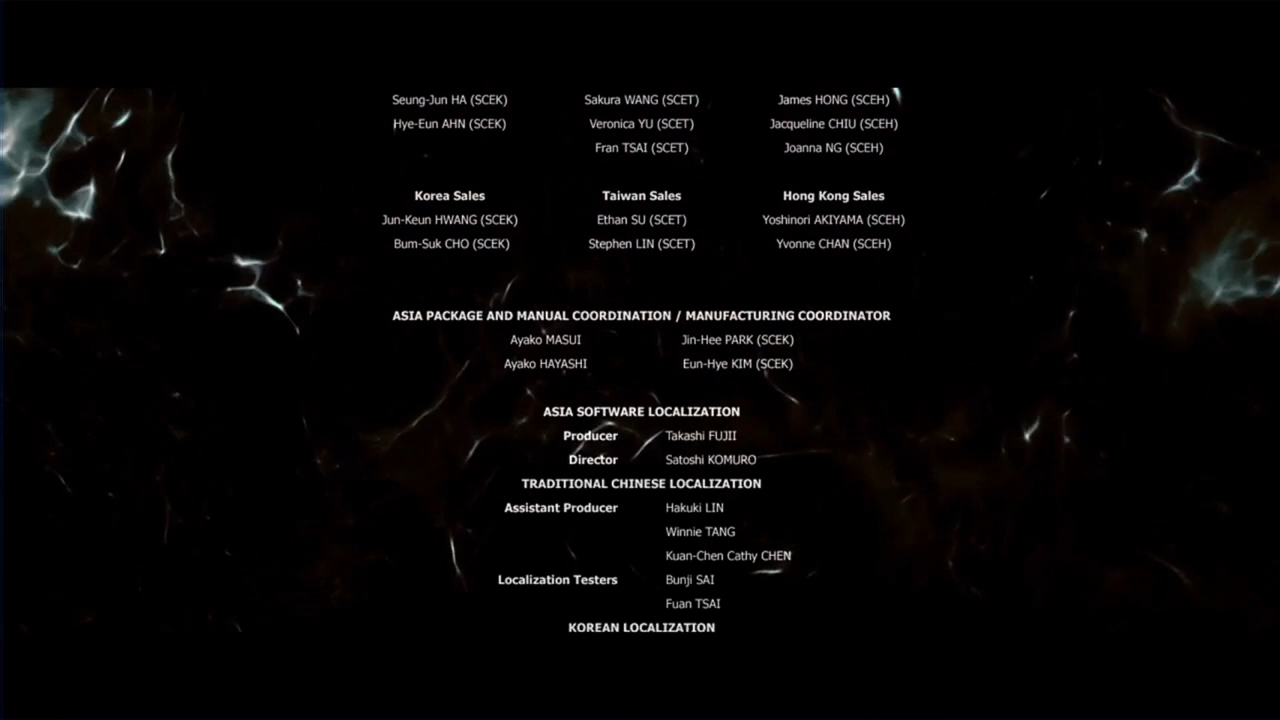 Seung-Jun HA (SCEK) Sakura WANG (SCET) James HONG (SCEH)
Hye-Eun AHN (SCEK) Veronica YU (SCET) Jacqueline CHIU (SCEH)
Fran TSAI (SCET) Joanna NG (SCEH)
Korea Sales Taiwan Sales Hong Kong Sales
Jun-Keun HWANG (SCEK) Ethan SU (SCET) Yoshinori AKIYAMA (SCEH)
Bum-Suk CHO (SCEK) Stephen LIN (SCET) Yvonne CHAN (SCEH)
ASIA PACKAGE AND MANUAL COORDINATION / MANUFACTURING COORDINATOR
Ayako MASUI Jin-Hee PARK (SCEK)
Ayako HAYASHI Eun-Hye KIM (SCEK)
ASIA SOFTWARE LOCALIZATION
Producer Takashi FUJII
Director Satoshi KOMURO
TRADITIONAL CHINESE LOCALIZATION
Assistant Producer Hakuki LIN
Winnie TANG
Kuan-Chen Cathy CHEN
Localization Testers Bunji SAI
Fuan TSAI
KOREAN LOCALIZATION